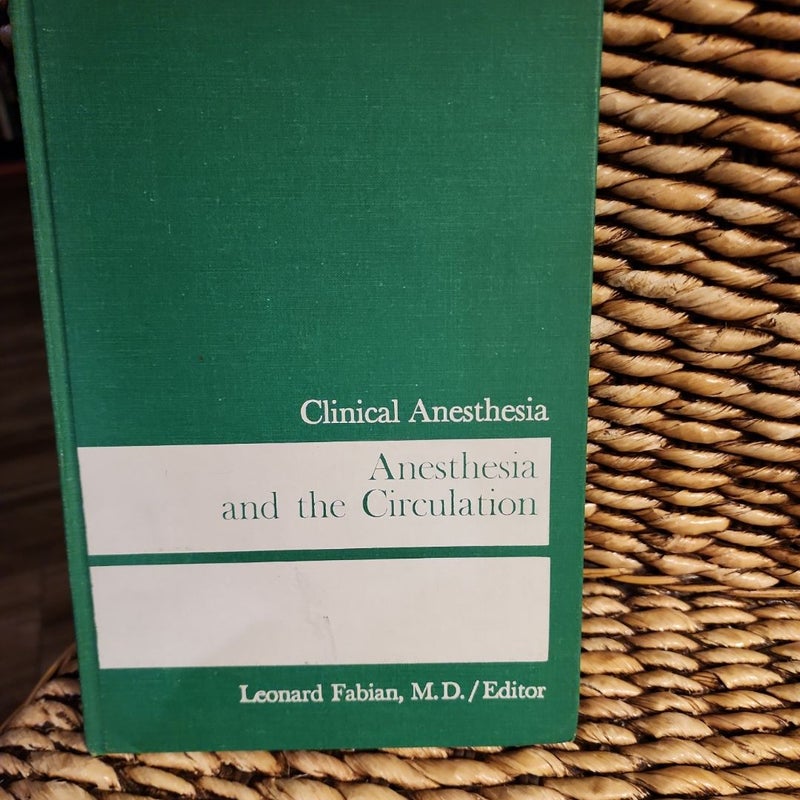 Clinical Anesthesia
Anesthesia
and the Circulation
Leonard Fabian, M.D./Editor